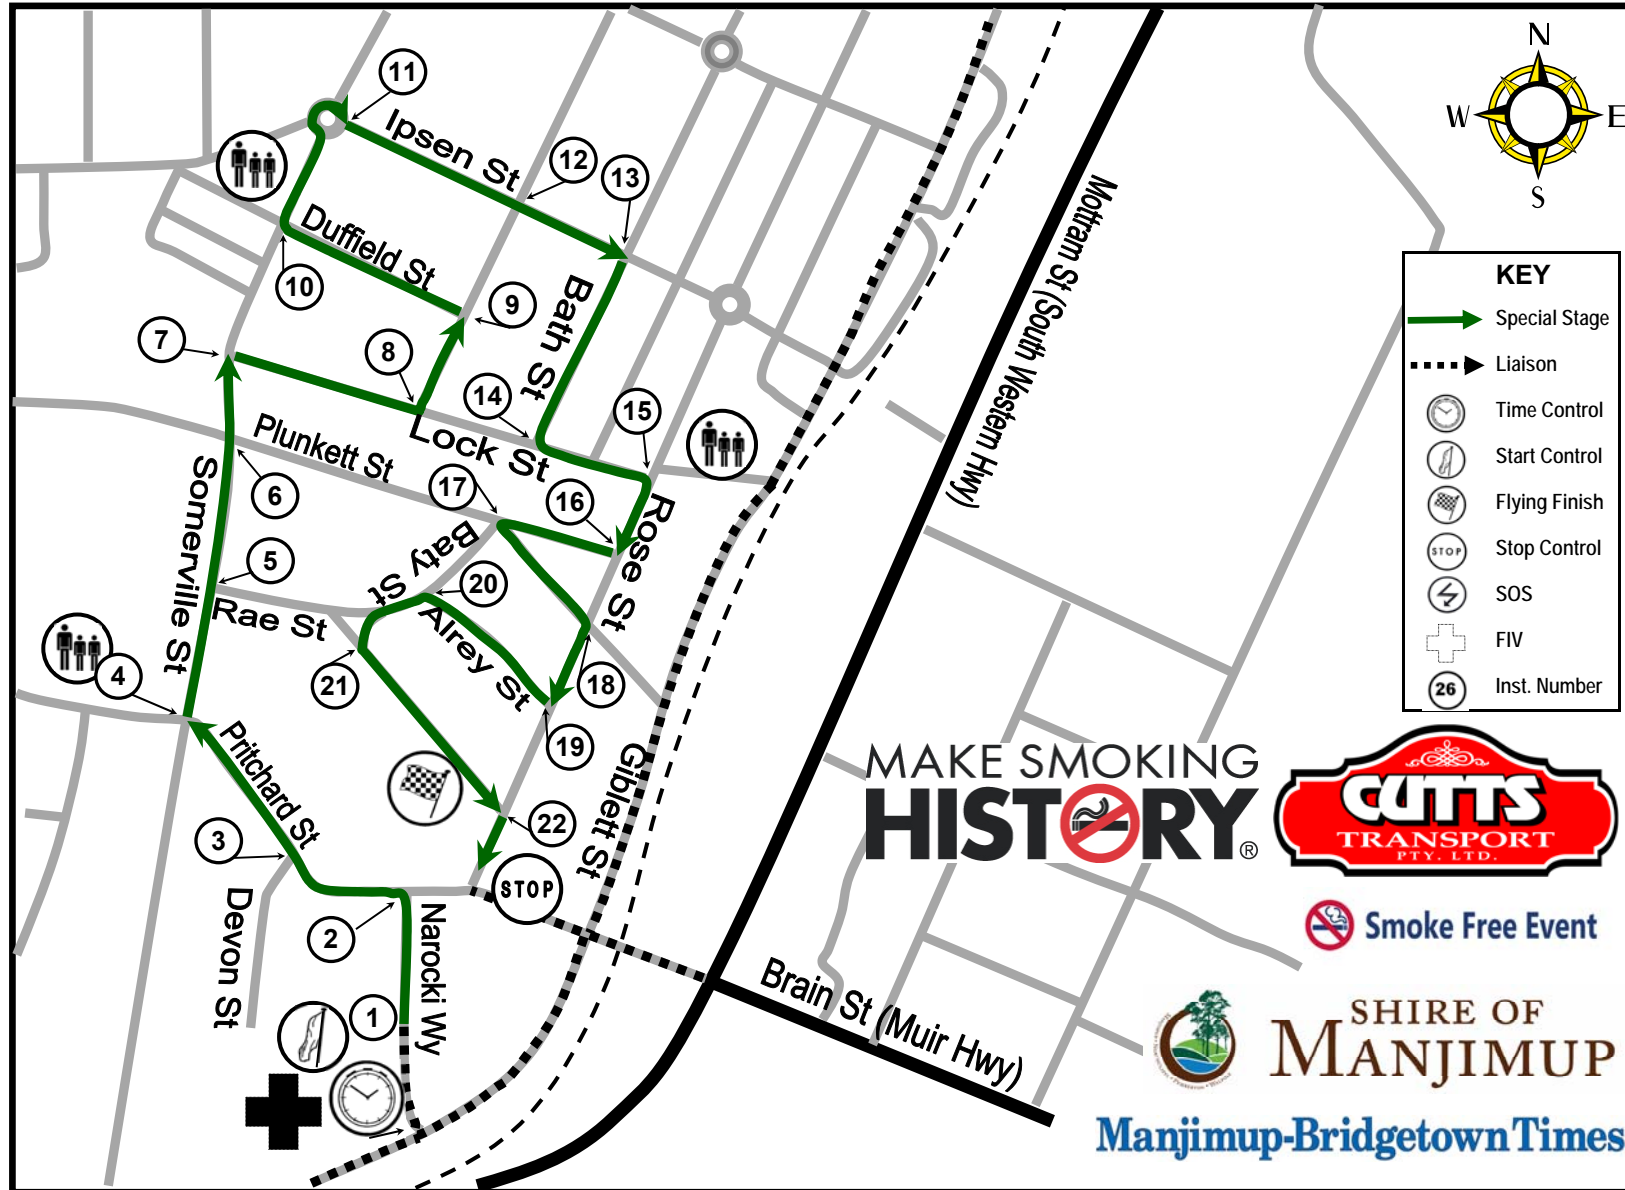 N
W
E
S
11
Ipsen St
12
13
Duffield St
10
9
Bath St
Mottram St (South Western Hwy)
7
8
14
15
Lock St
Plunkett St
6
17
16
Rose St
Somerville St
5
Baty St
20
Rae St
Alrey St
4
21
18
19
Pritchard St
Giblett St
22
3
STOP
Devon St
2
Narocki Wy
1
Brain St (Muir Hwy)
KEY
Special Stage
Liaison
Time Control
Start Control
Flying Finish
STOP Stop Control
SOS
FIV
26 Inst. Number
MAKE SMOKING
HISTORY®
CUTTS
TRANSPORT
PTY. LTD.
Smoke Free Event
SHIRE OF
MANJIMUP
Manjimup-Bridgetown Times